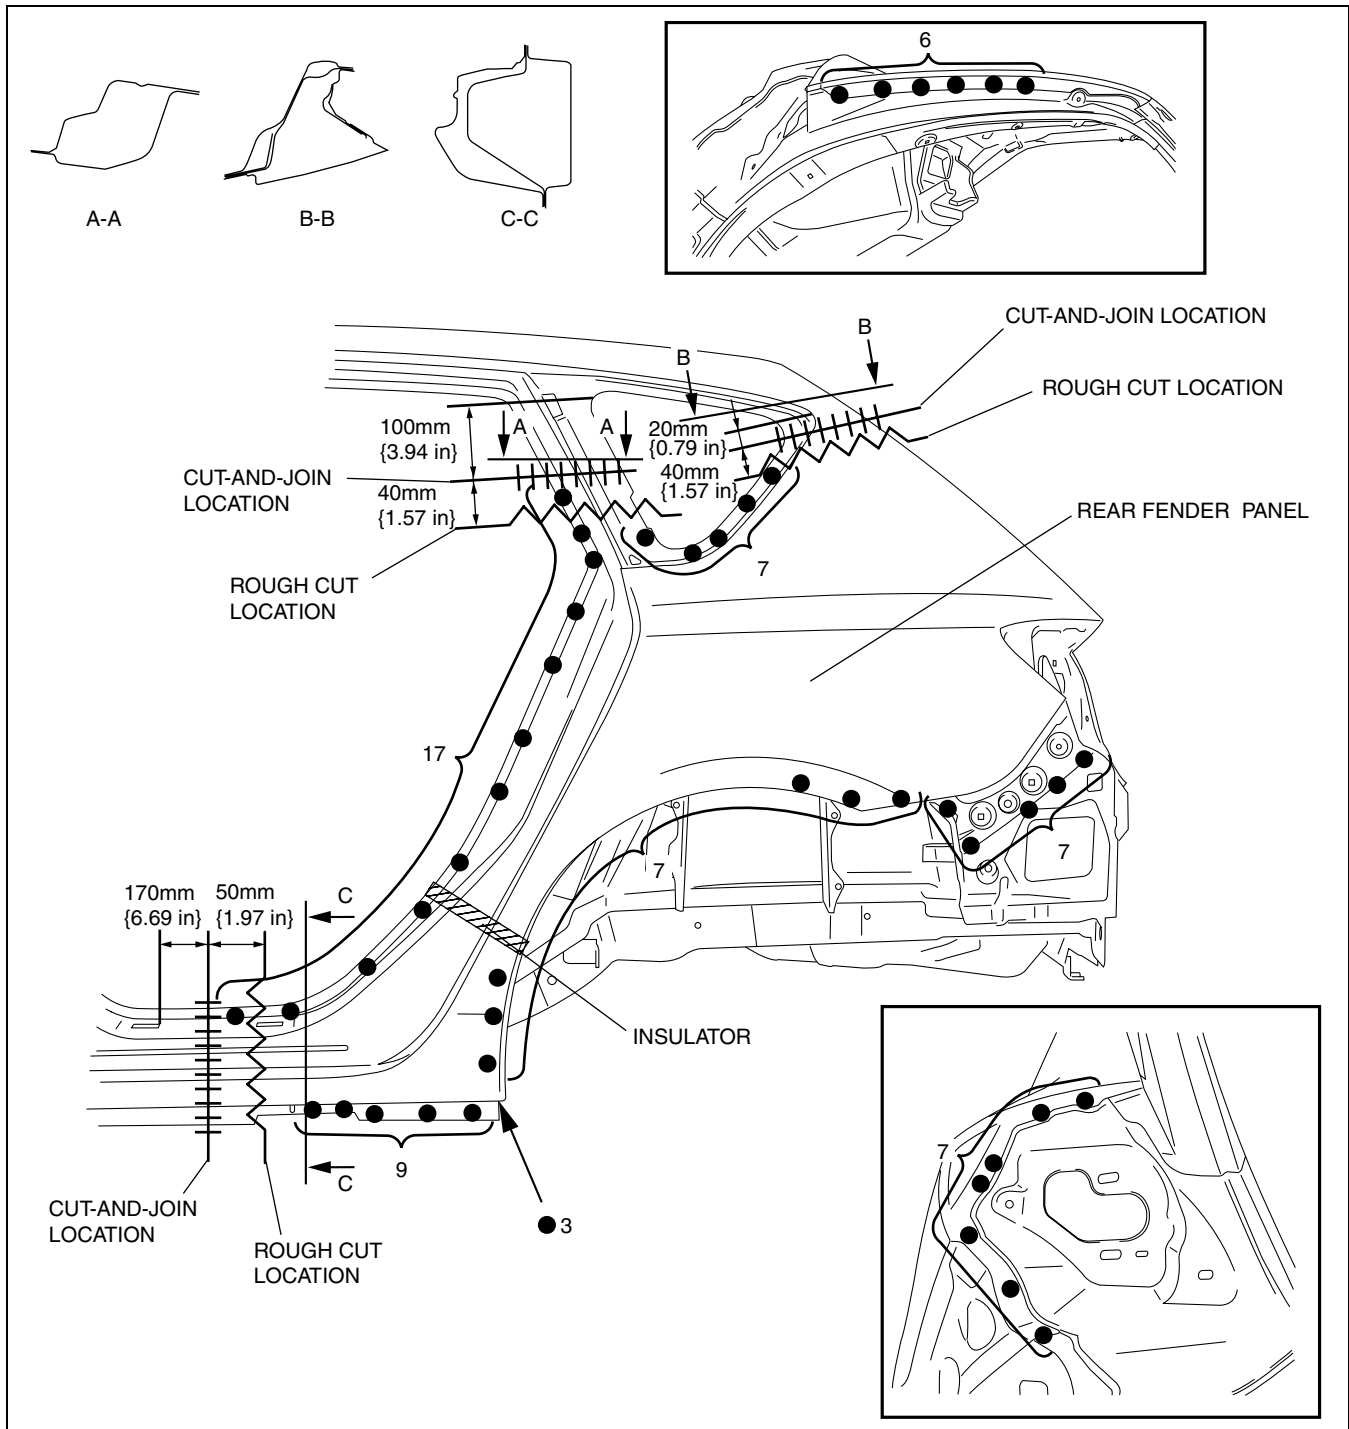 6
A-A
B-B
C-C
CUT-AND-JOIN LOCATION
B
B
ROUGH CUT LOCATION
100mm
{3.94 in}
A
A
20mm
{0.79 in}
CUT-AND-JOIN
LOCATION
40mm
{1.57 in}
40mm
{1.57 in}
REAR FENDER PANEL
7
ROUGH CUT
LOCATION
17
7
7
170mm
{6.69 in}
50mm
{1.97 in}
C
INSULATOR
9
C
7
CUT-AND-JOIN
LOCATION
3
ROUGH CUT
LOCATION